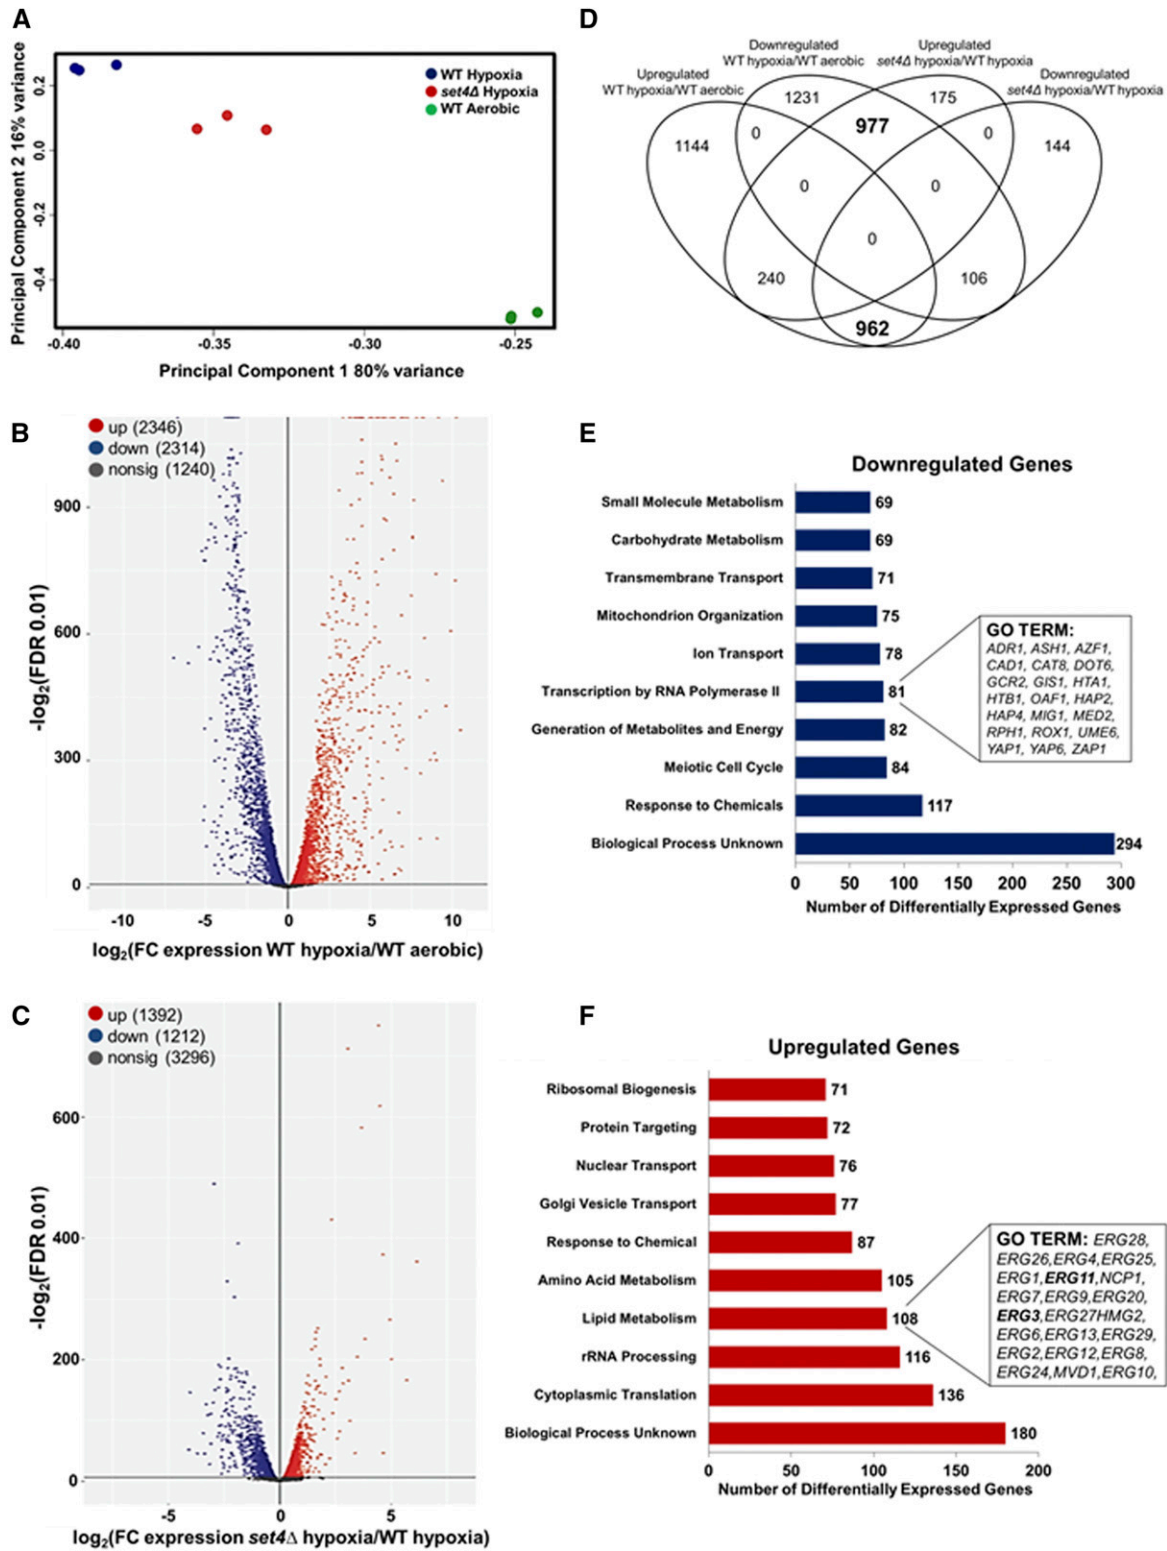 A
Principal Component 2 16% variance
0.2
0.0
-0.2
-0.4
WT Hypoxia
set4Δ Hypoxia
WT Aerobic
-0.40
-0.35
-0.30
-0.25
Principal Component 1 80% variance
D
Downregulated
WT hypoxia/WT aerobic
Upregulated
set4Δ hypoxia/WT hypoxia
Upregulated
WT hypoxia/WT aerobic
Downregulated
set4Δ hypoxia/WT hypoxia
1231
175
1144
0
977
0
144
0
0
0
240
106
962
B
up (2346)
down (2314)
nonsig (1240)
-log2(FDR 0.01)
900
600
300
0
-10
-5
0
5
10
log2(FC expression WT hypoxia/WT aerobic)
E
Downregulated Genes
Small Molecule Metabolism 69
Carbohydrate Metabolism 69
Transmembrane Transport 71
Mitochondrion Organization 75
Ion Transport 78
Transcription by RNA Polymerase II 81
Generation of Metabolites and Energy 82
Meiotic Cell Cycle 84
Response to Chemicals 117
Biological Process Unknown 294
0 50 100 150 200 250 300
Number of Differentially Expressed Genes
GO TERM:
ADR1, ASH1, AZF1,
CAD1, CAT8, DOT6,
GCR2, GIS1, HTA1,
HTB1, OAF1, HAP2,
HAP4, MIG1, MED2,
RPH1, ROX1, UME6,
YAP1, YAP6, ZAP1
C
up (1392)
down (1212)
nonsig (3296)
-log2(FDR 0.01)
600
400
200
0
-5
0
5
log2(FC expression set4Δ hypoxia/WT hypoxia)
F
Upregulated Genes
Ribosomal Biogenesis 71
Protein Targeting 72
Nuclear Transport 76
Golgi Vesicle Transport 77
Response to Chemical 87
Amino Acid Metabolism 105
Lipid Metabolism 108
rRNA Processing 116
Cytoplasmic Translation 136
Biological Process Unknown 180
0 50 100 150 200
Number of Differentially Expressed Genes
GO TERM: ERG28,
ERG26,ERG4,ERG25,
ERG1,ERG11,NCP1,
ERG7,ERG9,ERG20,
ERG3,ERG27HMG2,
ERG6,ERG13,ERG29,
ERG2,ERG12,ERG8,
ERG24,MVD1,ERG10,